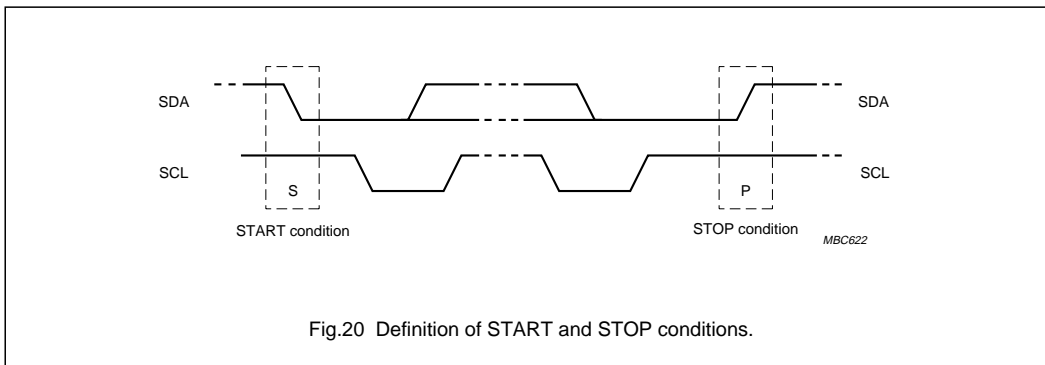 SDA SDA
SCL SCL
S P
START condition STOP condition
MBC622
Fig.20 Definition of START and STOP conditions.